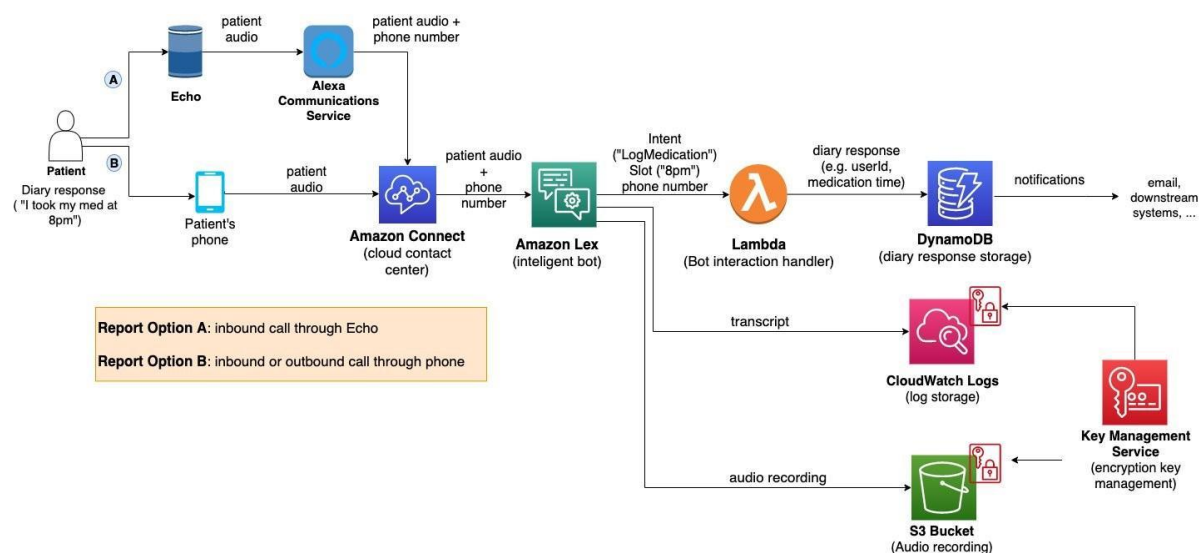 patient
audio
patient audio +
phone number
A
Echo
Alexa
Communications
Service
Patient
Diary response
( "I took my med at
8pm")
B
Patient's
phone
patient
audio
Amazon Connect
(cloud contact
center)
patient audio
+
phone
number
Amazon Lex
(inteligent bot)
Intent
("LogMedication")
Slot ("8pm")
phone number
Lambda
(Bot interaction handler)
diary response
(e.g. userId,
medication time)
DynamoDB
(diary response storage)
notifications
email,
downstream
systems, ...
Report Option A: inbound call through Echo
Report Option B: inbound or outbound call through phone
transcript
CloudWatch Logs
(log storage)
Key Management
Service
(encryption key
management)
audio recording
S3 Bucket
(Audio recording)